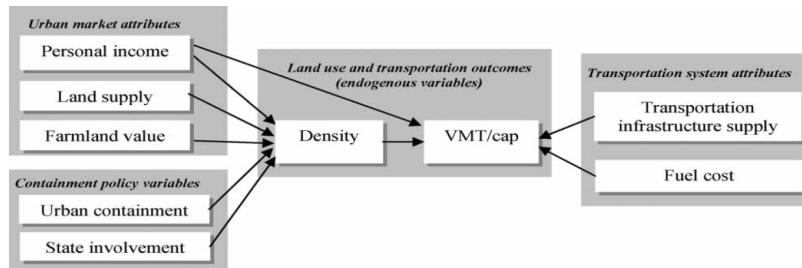 Urban market attributes
Personal income
Land supply
Farmland value
Containment policy variables
Urban containment
State involvement
Land use and transportation outcomes
(endogenous variables)
Density
VMT/cap
Transportation system attributes
Transportation
infrastructure supply
Fuel cost